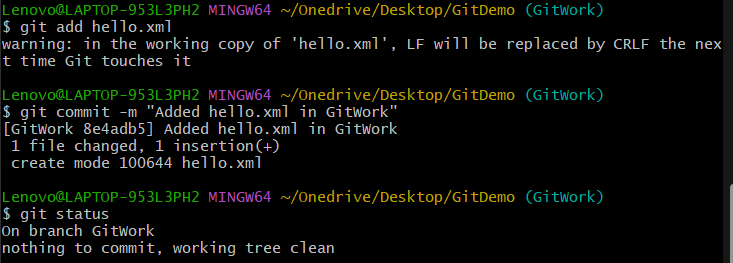 Lenovo@LAPTOP-953L3PH2 MINGW64 ~/Onedrive/Desktop/GitDemo (GitWork)
$ git add hello.xml
warning: in the working copy of 'hello.xml', LF will be replaced by CRLF the nex
t time Git touches it
Lenovo@LAPTOP-953L3PH2 MINGW64 ~/Onedrive/Desktop/GitDemo (GitWork)
$ git commit -m "Added hello.xml in GitWork"
[GitWork 8e4adb5] Added hello.xml in GitWork
 1 file changed, 1 insertion(+)
 create mode 100644 hello.xml
Lenovo@LAPTOP-953L3PH2 MINGW64 ~/Onedrive/Desktop/GitDemo (GitWork)
$ git status
On branch GitWork
nothing to commit, working tree clean